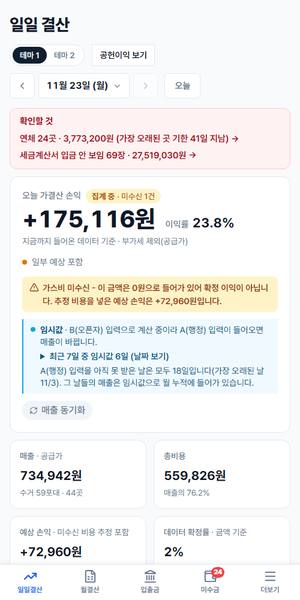 일일 결산
테마 1 테마 2 공헌이익 보기
11월 23일 (월) 오늘
확인할 것
연체 24곳 · 3,773,200원 (가장 오래된 곳 기한 41일 지남) →
세금계산서 입금 안 보임 69장 · 27,519,030원 →
오늘 가결산 손익 집계 중 · 미수신 1건
+175,116원 이익률 23.8%
지금까지 들어온 데이터 기준 · 부가세 제외(공급가)
일부 예상 포함
가스비 미수신 - 이 금액은 0원으로 들어가 있어 확정 이익이 아닙니
다. 추정 비용을 넣은 예상 손익은 +72,960원입니다.
임시값 · B(오픈자) 입력으로 계산 중이라 A(행정) 입력이 들어오면
매출이 바뀝니다.
▶ 최근 7일 중 임시값 6일 (날짜 보기)
A(행정) 입력을 아직 못 받은 날은 모두 18일입니다(가장 오래된 날
11/3). 그 날들의 매출은 임시값으로 월 누적에 들어가 있습니다.
매출 동기화
매출 · 공급가
734,942원
수거 59포대 · 44곳
총비용
559,826원
매출의 76.2%
예상 손익 · 미수신 비용 추정 포함
+72,960원
데이터 확정률 · 금액 기준
2%
24
일일결산 월결산 입출금 미수금 더보기